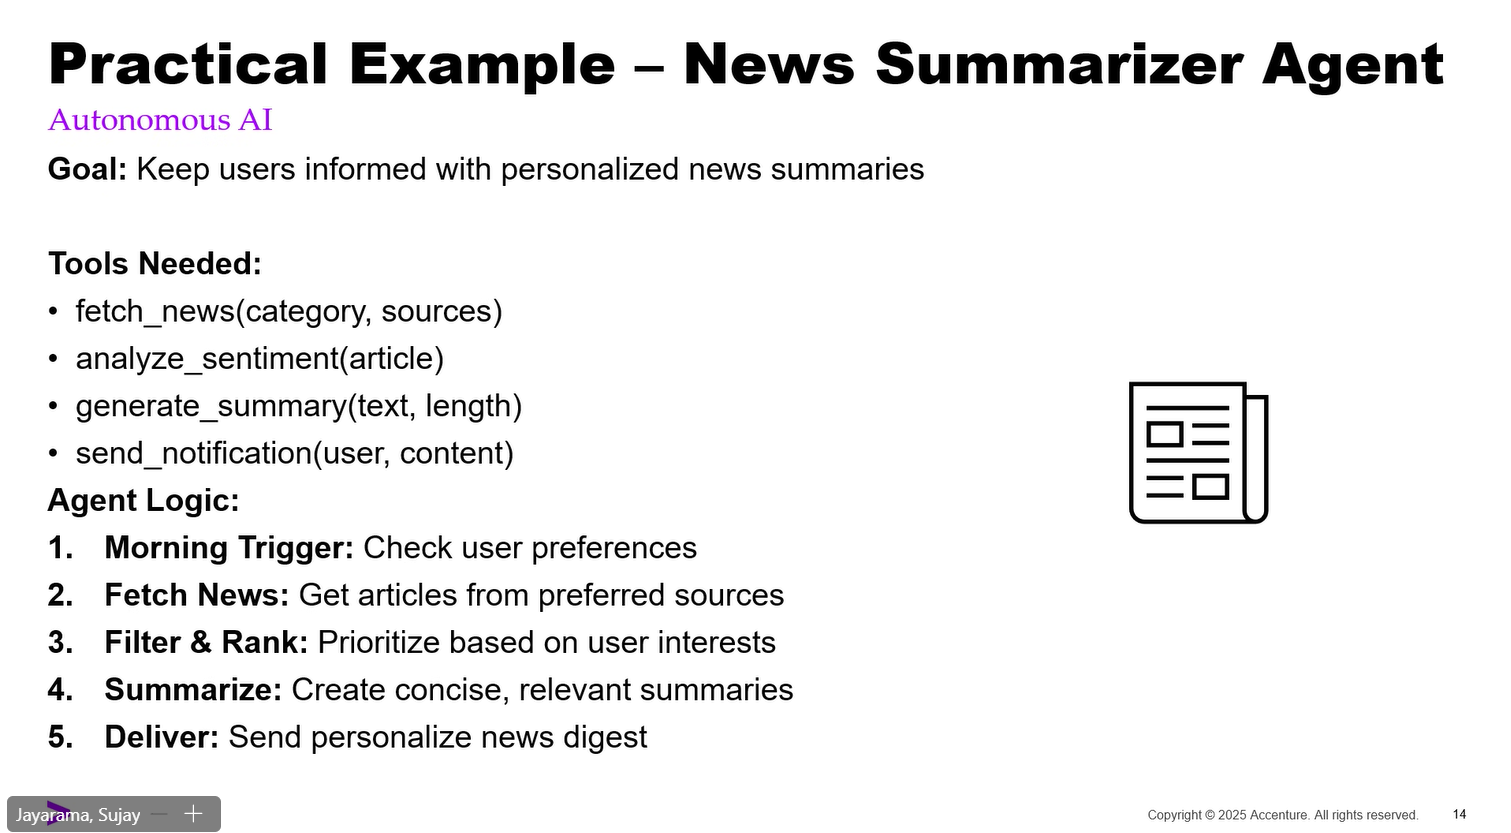 Practical Example – News Summarizer Agent
Autonomous AI
Goal: Keep users informed with personalized news summaries
Tools Needed:
• fetch_news(category, sources)
• analyze_sentiment(article)
• generate_summary(text, length)
• send_notification(user, content)
Agent Logic:
1. Morning Trigger: Check user preferences
2. Fetch News: Get articles from preferred sources
3. Filter & Rank: Prioritize based on user interests
4. Summarize: Create concise, relevant summaries
5. Deliver: Send personalize news digest
Jayarama, Sujay
Copyright © 2025 Accenture. All rights reserved. 14